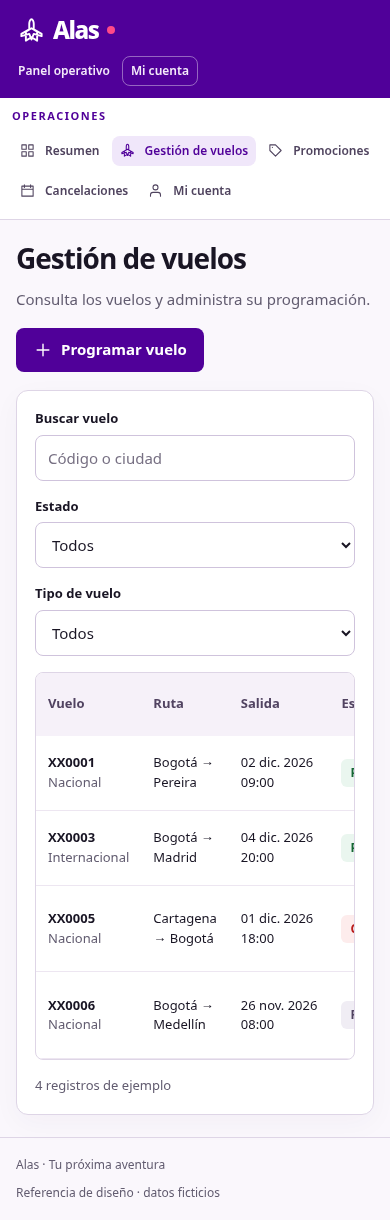 Alas
Panel operativo
Mi cuenta
OPERACIONES
Resumen
Gestión de vuelos
Promociones
Cancelaciones
Mi cuenta
Gestión de vuelos
Consulta los vuelos y administra su programación.
Programar vuelo
Buscar vuelo
Código o ciudad
Estado
Todos
Tipo de vuelo
Todos
Vuelo Ruta Salida
XX0001 Bogotá → 02 dic. 2026
Nacional Pereira 09:00
XX0003 Bogotá → 04 dic. 2026
Internacional Madrid 20:00
XX0005 Cartagena 01 dic. 2026
Nacional → Bogotá 18:00
XX0006 Bogotá → 26 nov. 2026
Nacional Medellín 08:00
4 registros de ejemplo
Alas · Tu próxima aventura
Referencia de diseño · datos ficticios